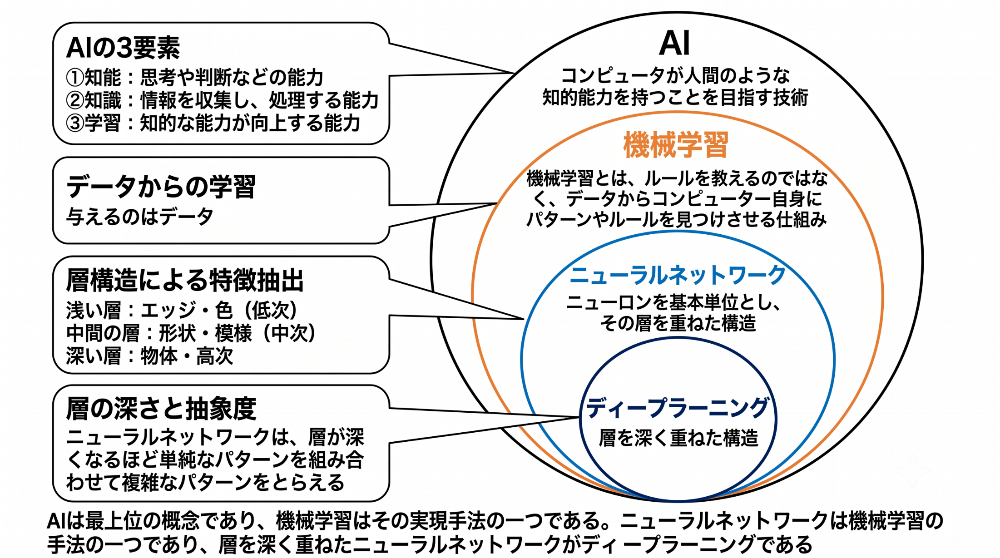 AIの3要素
①知能：思考や判断などの能力
②知識：情報を収集し、処理する能力
③学習：知的な能力が向上する能力
データからの学習
与えるのはデータ
層構造による特徴抽出
浅い層：エッジ・色（低次）
中間の層：形状・模様（中次）
深い層：物体・高次
層の深さと抽象度
ニューラルネットワークは、層が深
くなるほど単純なパターンを組み合
わせて複雑なパターンをとらえる
AI
コンピュータが人間のような
知的能力を持つことを目指す技術
機械学習
機械学習とは、ルールを教えるのではな
く、データからコンピューター自身に
パターンやルールを見つけさせる仕組み
ニューラルネットワーク
ニューロンを基本単位とし、
その層を重ねた構造
ディープラーニング
層を深く重ねた構造
AIは最上位の概念であり、機械学習はその実現手法の一つである。ニューラルネットワークは機械学習の
手法の一つであり、層を深く重ねたニューラルネットワークがディープラーニングである